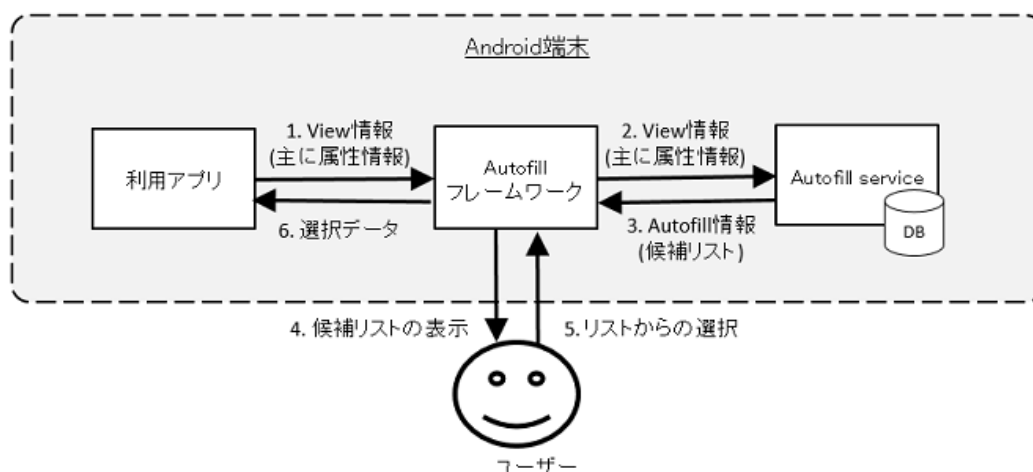 Android端末
1. View情報
(主に属性情報)
2. View情報
(主に属性情報)
利用アプリ
Autofill
フレームワーク
Autofill service
DB
6. 選択データ
3. Autofill情報
(候補リスト)
4. 候補リストの表示
5.リストからの選択
ユーザー